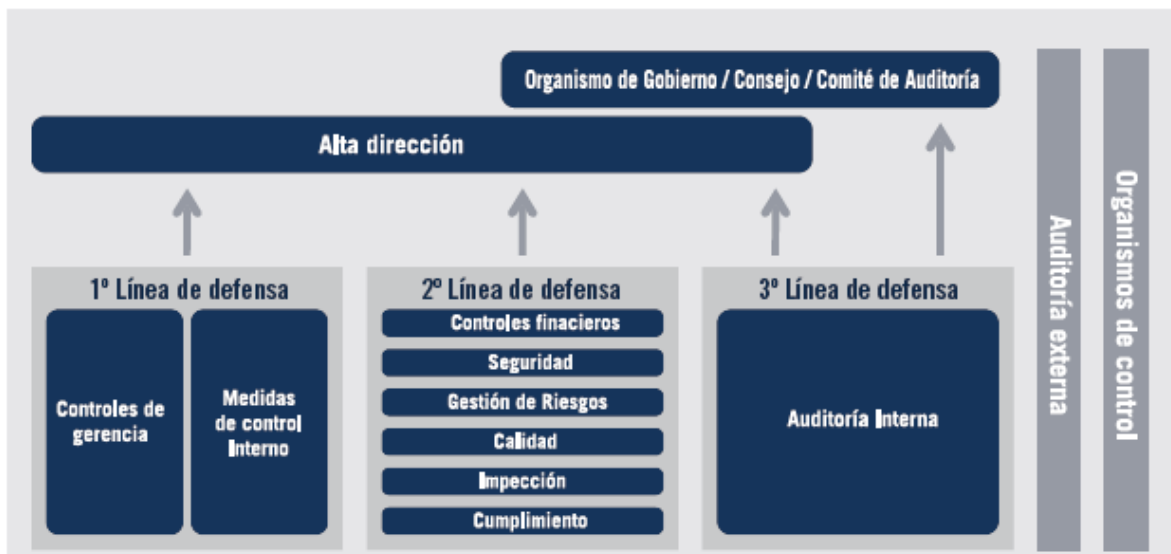 Organismo de Gobierno / Consejo / Comité de Auditoría
Alta dirección
1º Línea de defensa
Controles de
gerencia
Medidas
de control
Interno
2º Línea de defensa
Controles finacieros
Seguridad
Gestión de Riesgos
Calidad
Impección
Cumplimiento
3º Línea de defensa
Auditoría Interna
Auditoría externa
Organismos de control